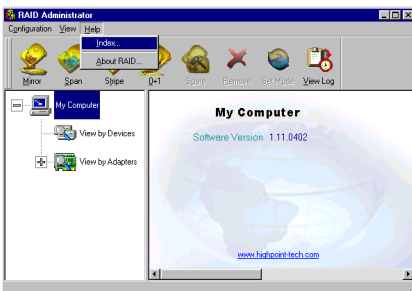 RAID Administrator
Configuration View Help
Index...
About RAID...
Mirror Span Stripe 0+1 Spare Remove Set Mode View Log
My Computer
View by Devices
View by Adapters
My Computer
Software Version 1.11.0402
www.highpoint-tech.com